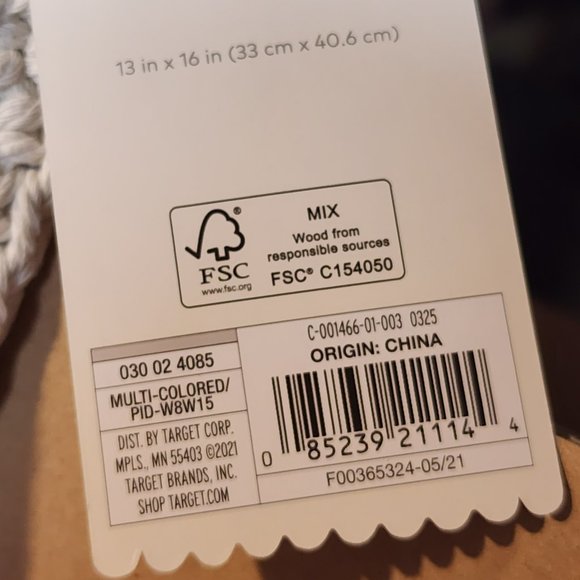 13 in x 16 in (33 cm x 40.6 cm)
®
FSC
www.fsc.org
MIX
Wood from
responsible sources
FSC® C154050
030 02 4085
MULTI-COLORED/
PID-W8W15
DIST. BY TARGET CORP.
MPLS., MN 55403 ©2021
TARGET BRANDS, INC.
SHOP TARGET.COM
C-001466-01-003 0325
ORIGIN: CHINA
0 85239 21114 4
F00365324-05/21